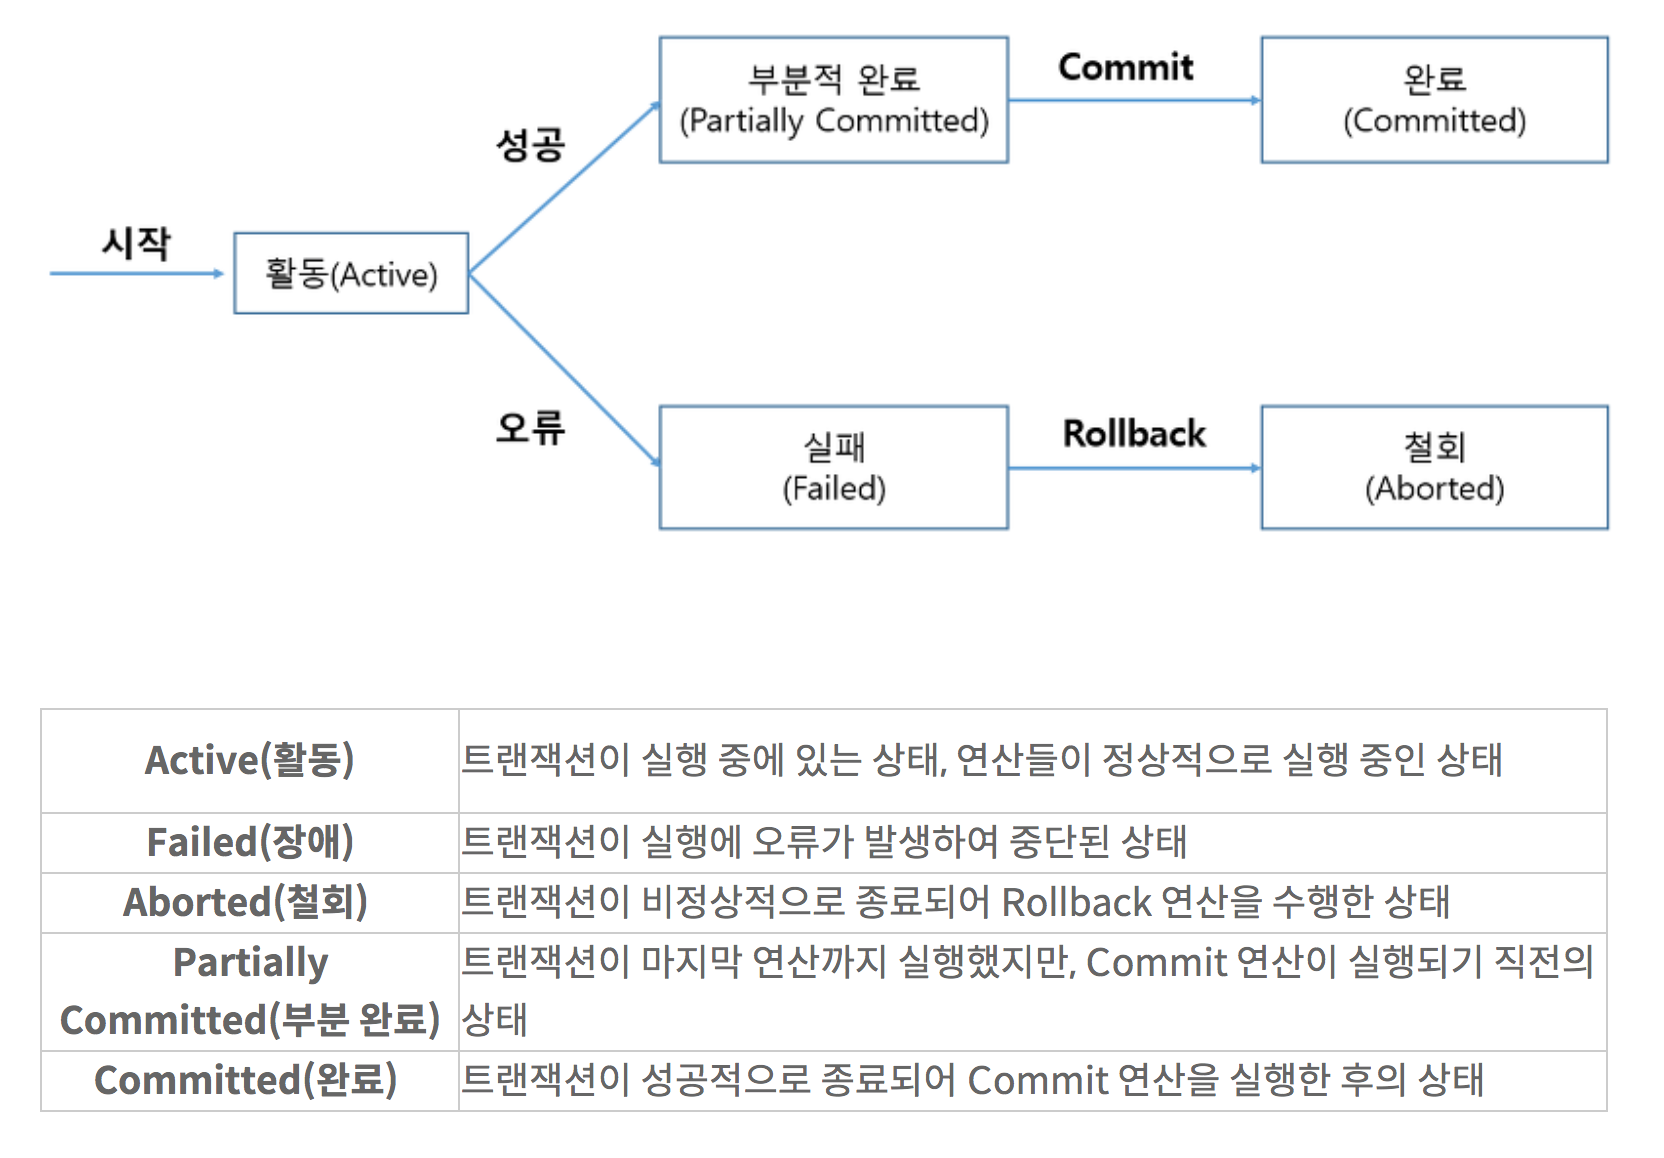 부분적 완료
(Partially Committed)
Commit
완료
(Committed)
성공
시작
활동(Active)
오류
실패
(Failed)
Rollback
철회
(Aborted)
Active(활동)
트랜잭션이 실행 중에 있는 상태, 연산들이 정상적으로 실행 중인 상태
Failed(장애)
트랜잭션이 실행에 오류가 발생하여 중단된 상태
Aborted(철회)
트랜잭션이 비정상적으로 종료되어 Rollback 연산을 수행한 상태
Partially
Committed(부분 완료)
트랜잭션이 마지막 연산까지 실행했지만, Commit 연산이 실행되기 직전의
상태
Committed(완료)
트랜잭션이 성공적으로 종료되어 Commit 연산을 실행한 후의 상태